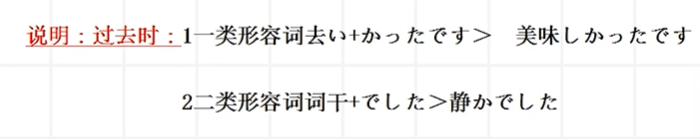 说明：过去时：1一类形容词去い+かったです＞　美味しかったです
2二类形容词词干+でした＞静かでした